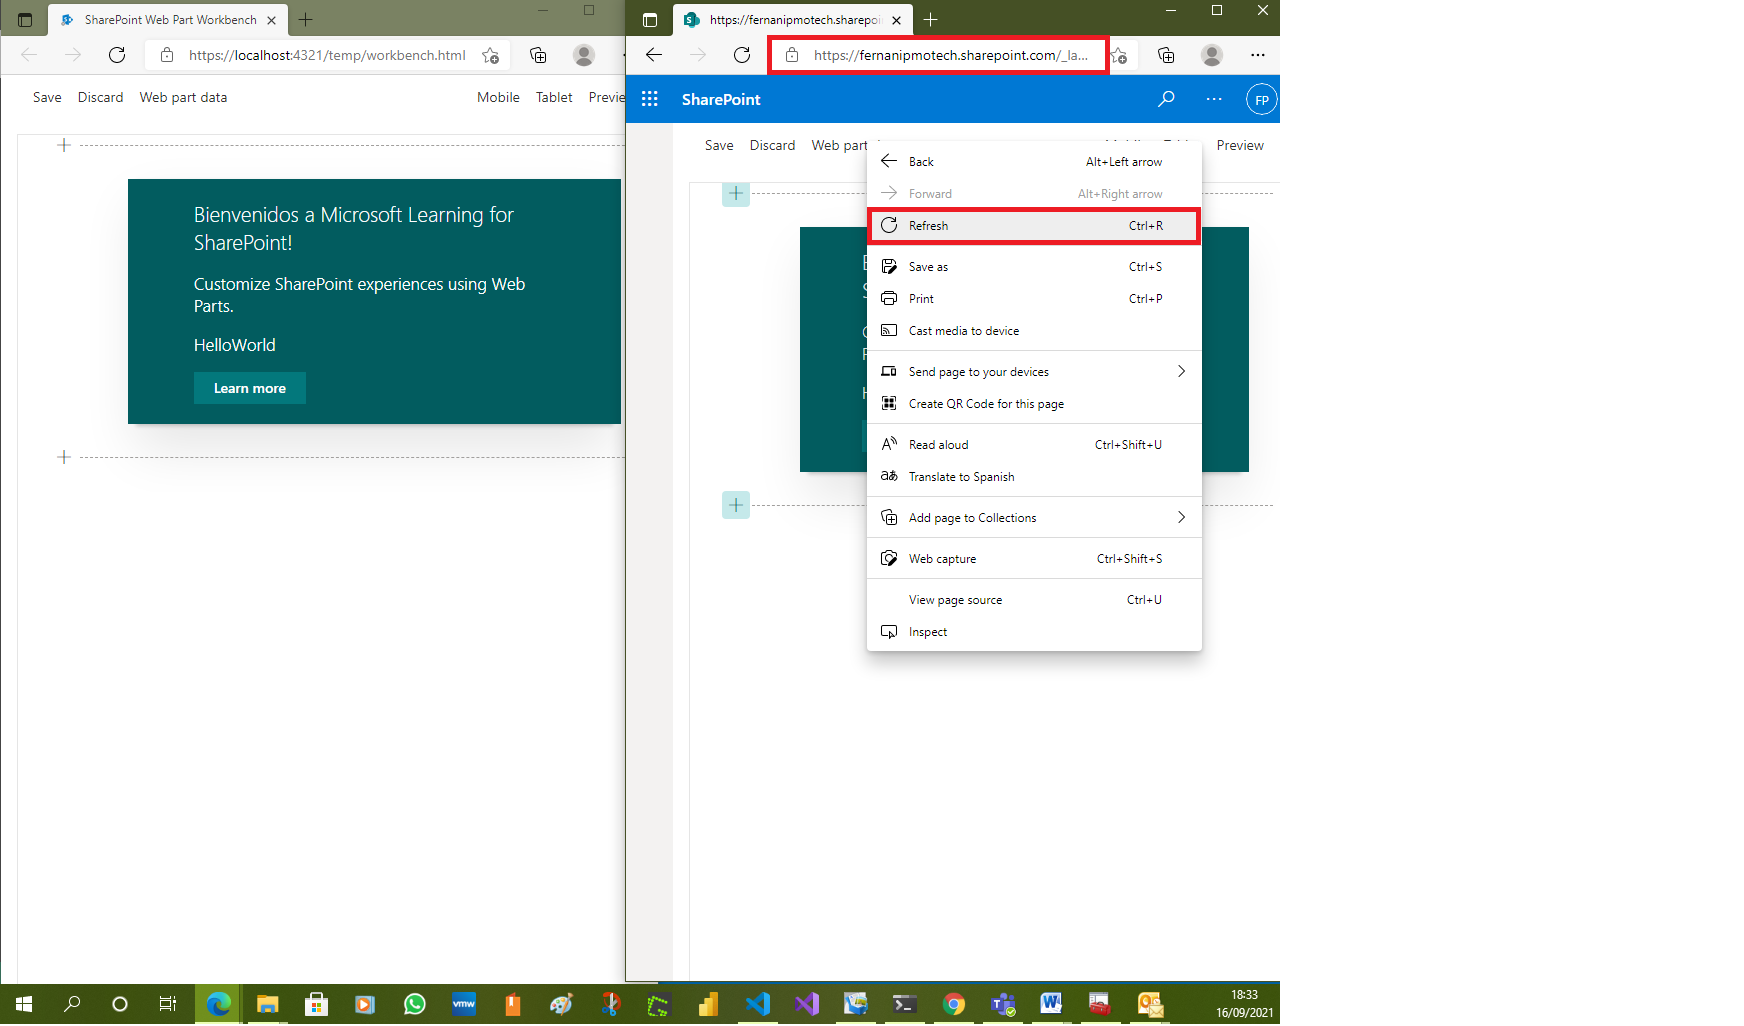 SharePoint Web Part Workbench
https://localhost:4321/temp/workbench.html
Save Discard Web part data Mobile Tablet Previe
Bienvenidos a Microsoft Learning for
SharePoint!
Customize SharePoint experiences using Web
Parts.
HelloWorld
Learn more
https://fernanipmotech.sharepoi
https://fernanipmotech.sharepoint.com/_la...
SharePoint
FP
Save Discard Web part Preview
Back Alt+Left arrow
Forward Alt+Right arrow
Refresh Ctrl+R
Save as Ctrl+S
Print Ctrl+P
Cast media to device
Send page to your devices
Create QR Code for this page
Read aloud Ctrl+Shift+U
Translate to Spanish
Add page to Collections
Web capture Ctrl+Shift+S
View page source Ctrl+U
Inspect
vmw
18:33
16/09/2021